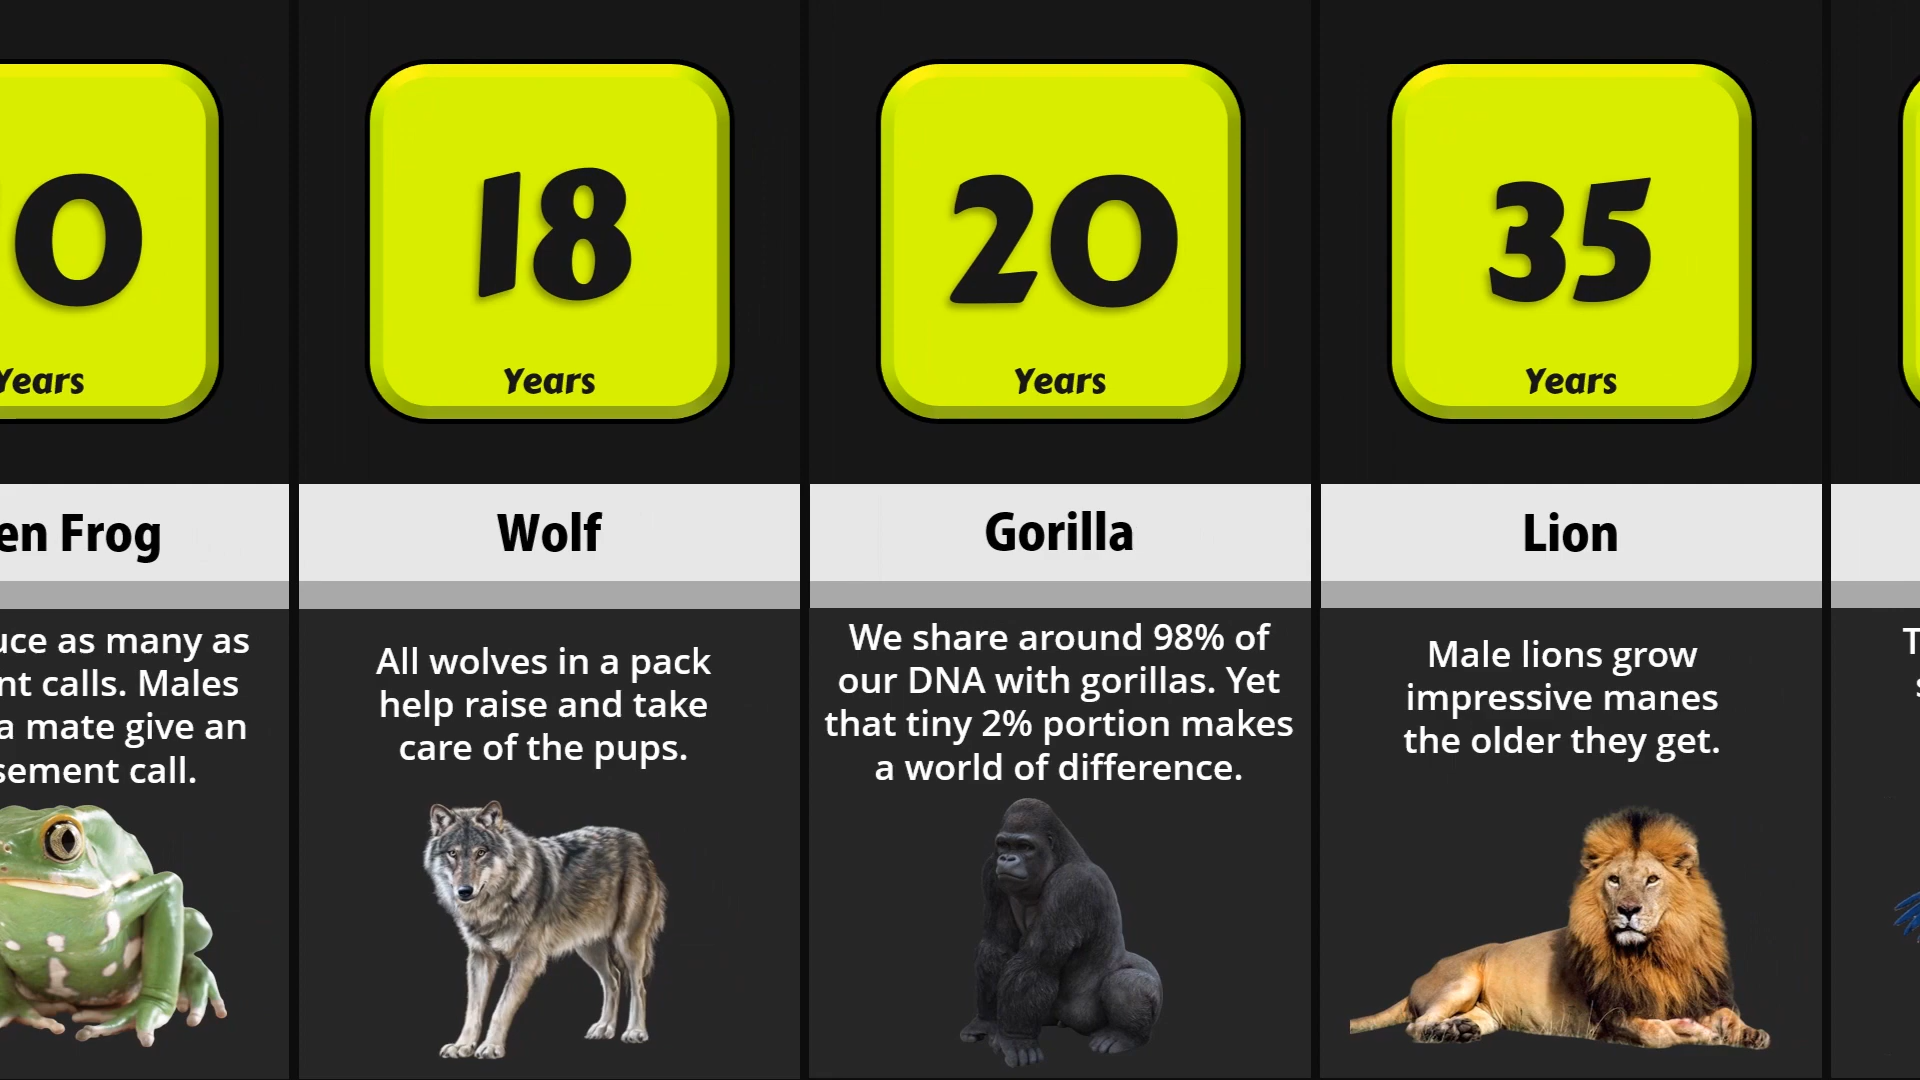 0
Years
en Frog
uce as many as
nt calls. Males
a mate give an
sement call.
18
Years
Wolf
All wolves in a pack
help raise and take
care of the pups.
20
Years
Gorilla
We share around 98% of
our DNA with gorillas. Yet
that tiny 2% portion makes
a world of difference.
35
Years
Lion
Male lions grow
impressive manes
the older they get.
T